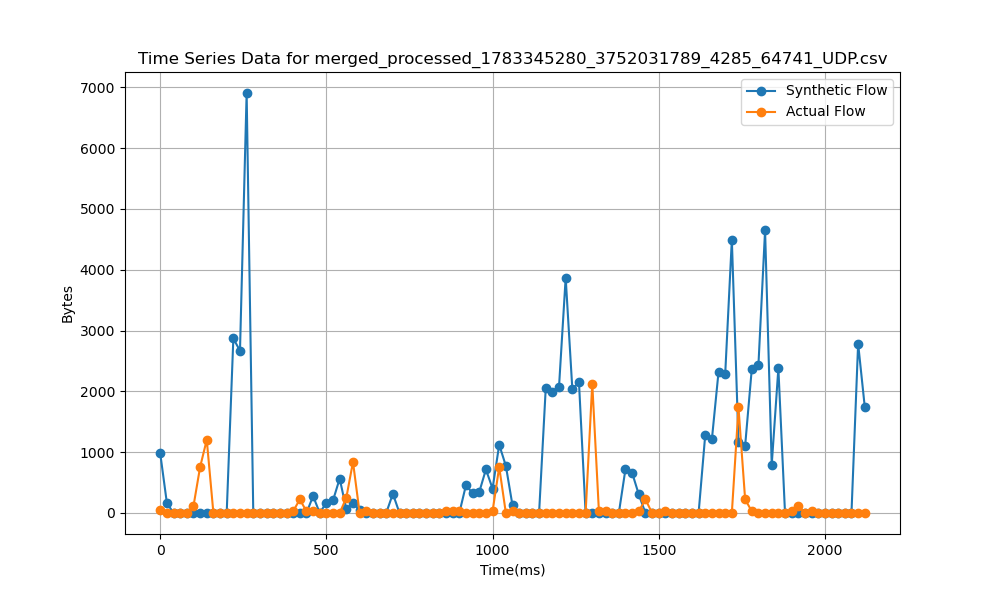 Time Series Data for merged_processed_1783345280_3752031789_4285_64741_UDP.csv
Synthetic Flow
Actual Flow
7000
6000
5000
4000
3000
2000
1000
0
Bytes
0 500 1000 1500 2000
Time(ms)